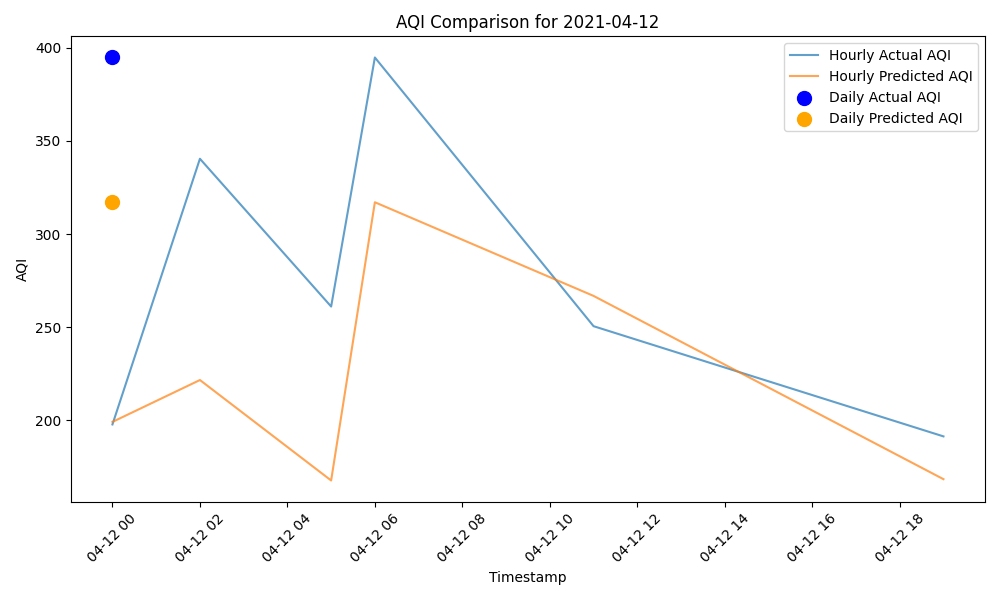 AQI Comparison for 2021-04-12
Hourly Actual AQI
Hourly Predicted AQI
Daily Actual AQI
Daily Predicted AQI
400
350
300
250
200
AQI
04-12 00
04-12 02
04-12 04
04-12 06
04-12 08
04-12 10
04-12 12
04-12 14
04-12 16
04-12 18
Timestamp